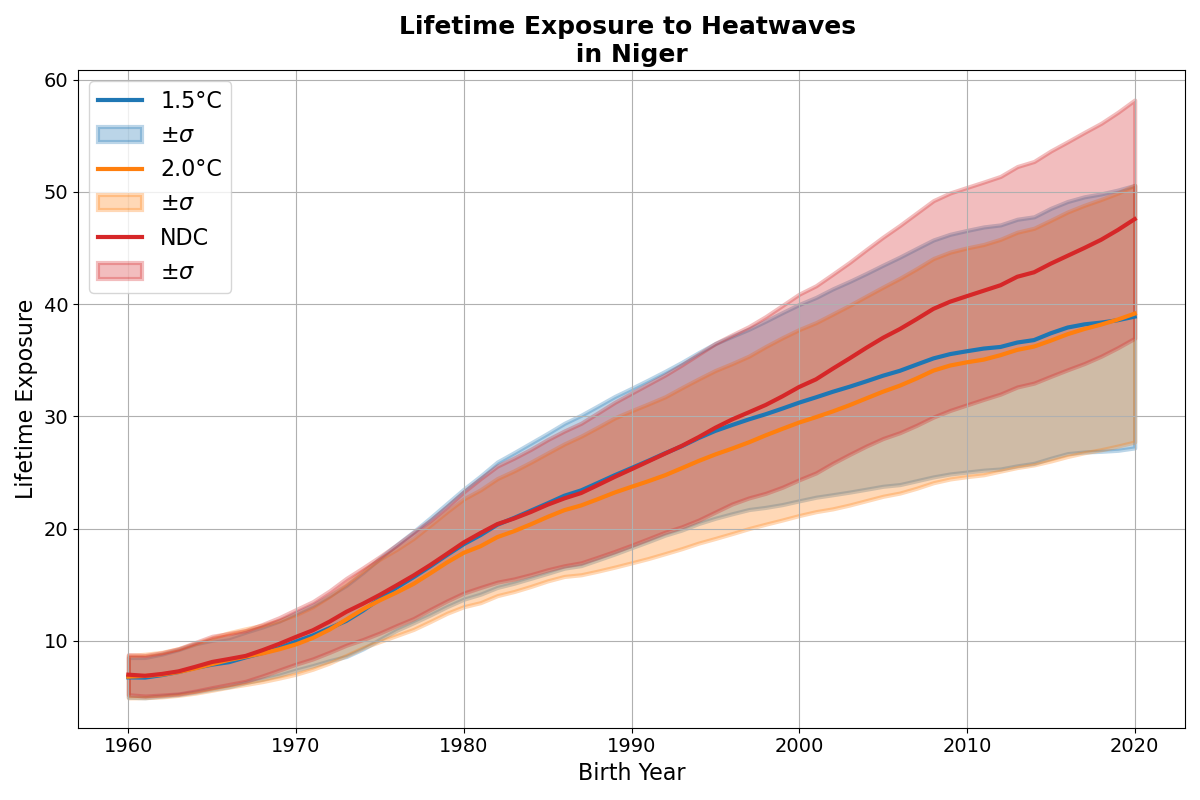 Lifetime Exposure to Heatwaves
in Niger
60
50
40
30
20
10
Lifetime Exposure
1.5°C
±σ
2.0°C
±σ
NDC
±σ
1960
1970
1980
1990
2000
2010
2020
Birth Year